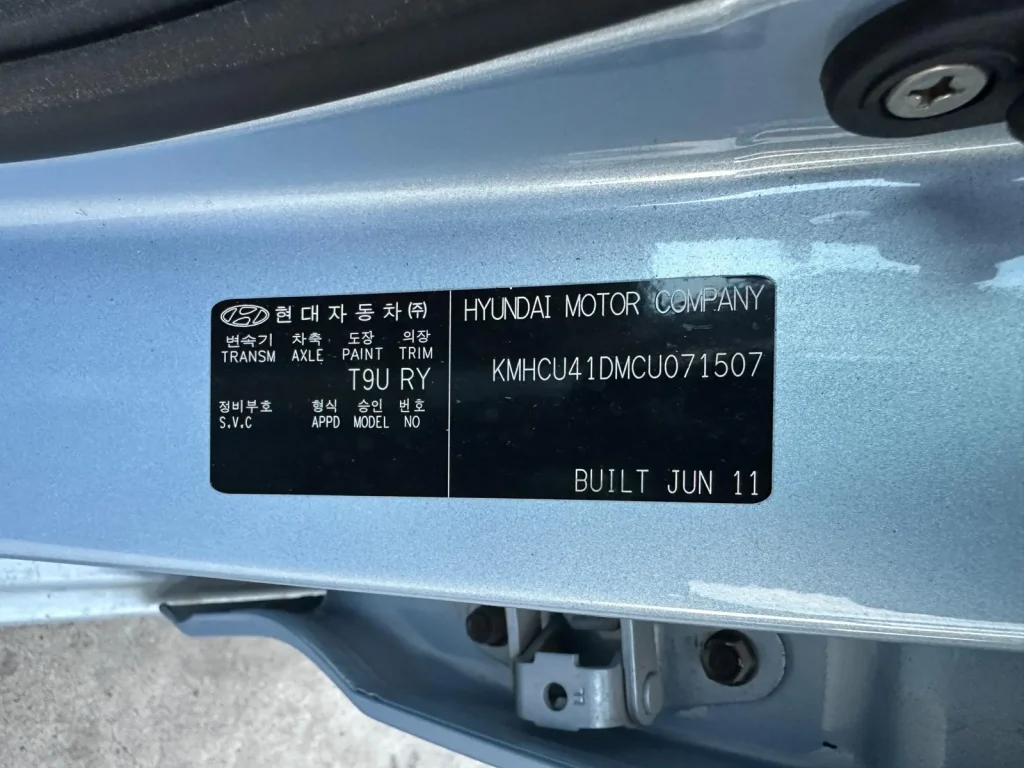 현대자동차㈜
변속기 차축 도장 의장
TRANSM AXLE PAINT TRIM
T9U RY
정비부호 형식 승인 번호
S.V.C APPD MODEL NO
HYUNDAI MOTOR COMPANY
KMHCU41DMCU071507
BUILT JUN 11